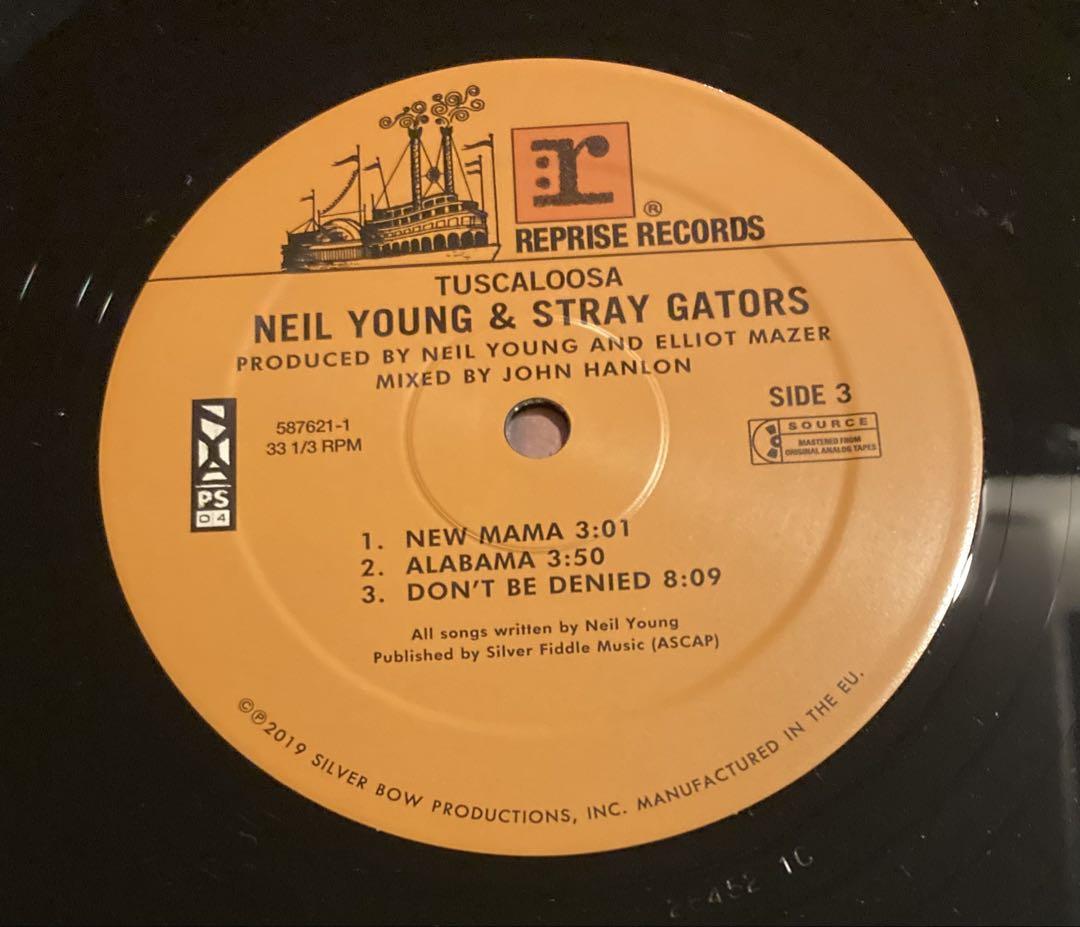 r
®
REPRISE RECORDS
TUSCALOOSA
NEIL YOUNG & STRAY GATORS
PRODUCED BY NEIL YOUNG AND ELLIOT MAZER
MIXED BY JOHN HANLON
SIDE 3
587621-1
33 1/3 RPM
SOURCE
MASTERED FROM
ORIGINAL ANALOG TAPES
NYA
PS
04
1. NEW MAMA 3:01
2. ALABAMA 3:50
3. DON'T BE DENIED 8:09
All songs written by Neil Young
Published by Silver Fiddle Music (ASCAP)
©℗2019 SILVER BOW PRODUCTIONS, INC. MANUFACTURED IN THE EU.